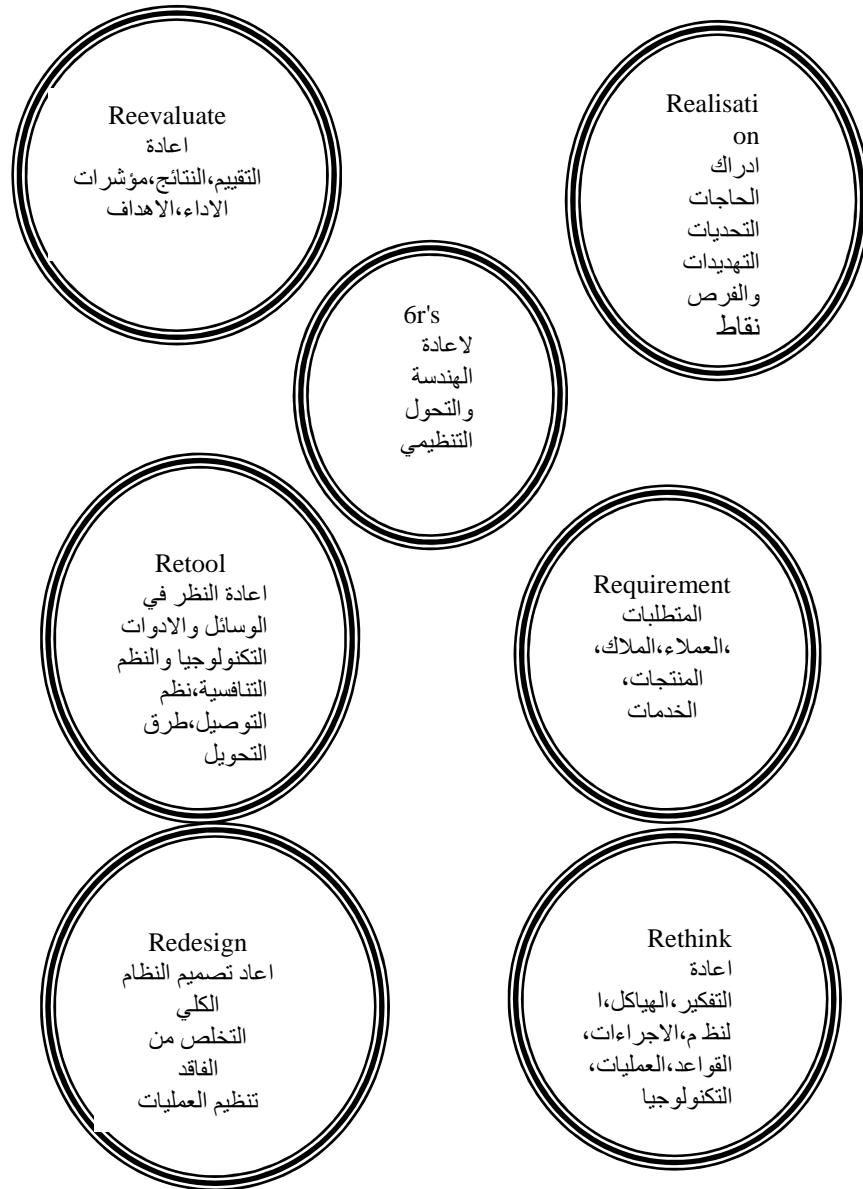 Reevaluate
اعادة
التقييم،النتائج،مؤشرات
الاداء،الاهداف
Realisati
on
ادراك
الحاجات
التحديات
التهديدات
والفرص
نقاط
6r's
لاعادة
الهندسة
والتحول
التنظيمي
Retool
اعادة النظر في
الوسائل والادوات
التكنولوجيا والنظم
التنافسية،نظم
التوصيل،طرق
التحويل
Requirement
المتطلبات
،العملاء،الملاك،
المنتجات،
الخدمات
Redesign
اعاد تصميم النظام
الكلي
التخلص من
الفاقد
تنظيم العمليات
Rethink
اعادة
التفكير،الهياكل،ا
لنظ م،الاجراءات،
القواعد،العمليات،
التكنولوجيا